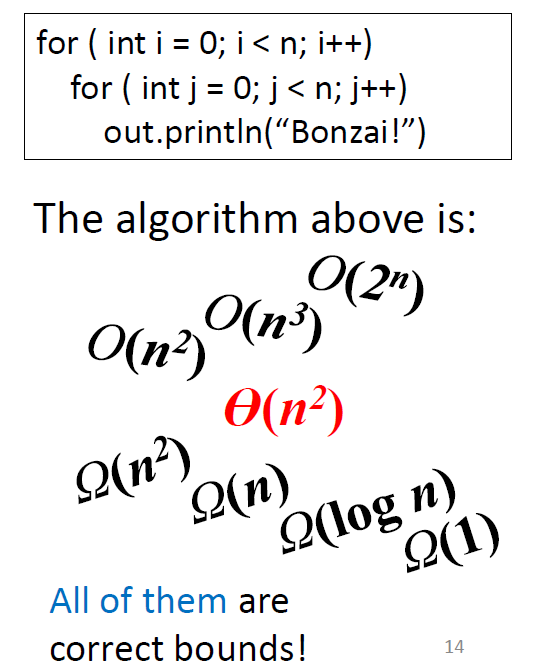 for ( int i = 0; i < n; i++)
for ( int j = 0; j < n; j++)
out.println(“Bonzai!”)
The algorithm above is:
O(2ⁿ)
O(n³)
O(n²)
Θ(n²)
Ω(n²)
Ω(n)
Ω(log n)
Ω(1)
All of them are
correct bounds!
14